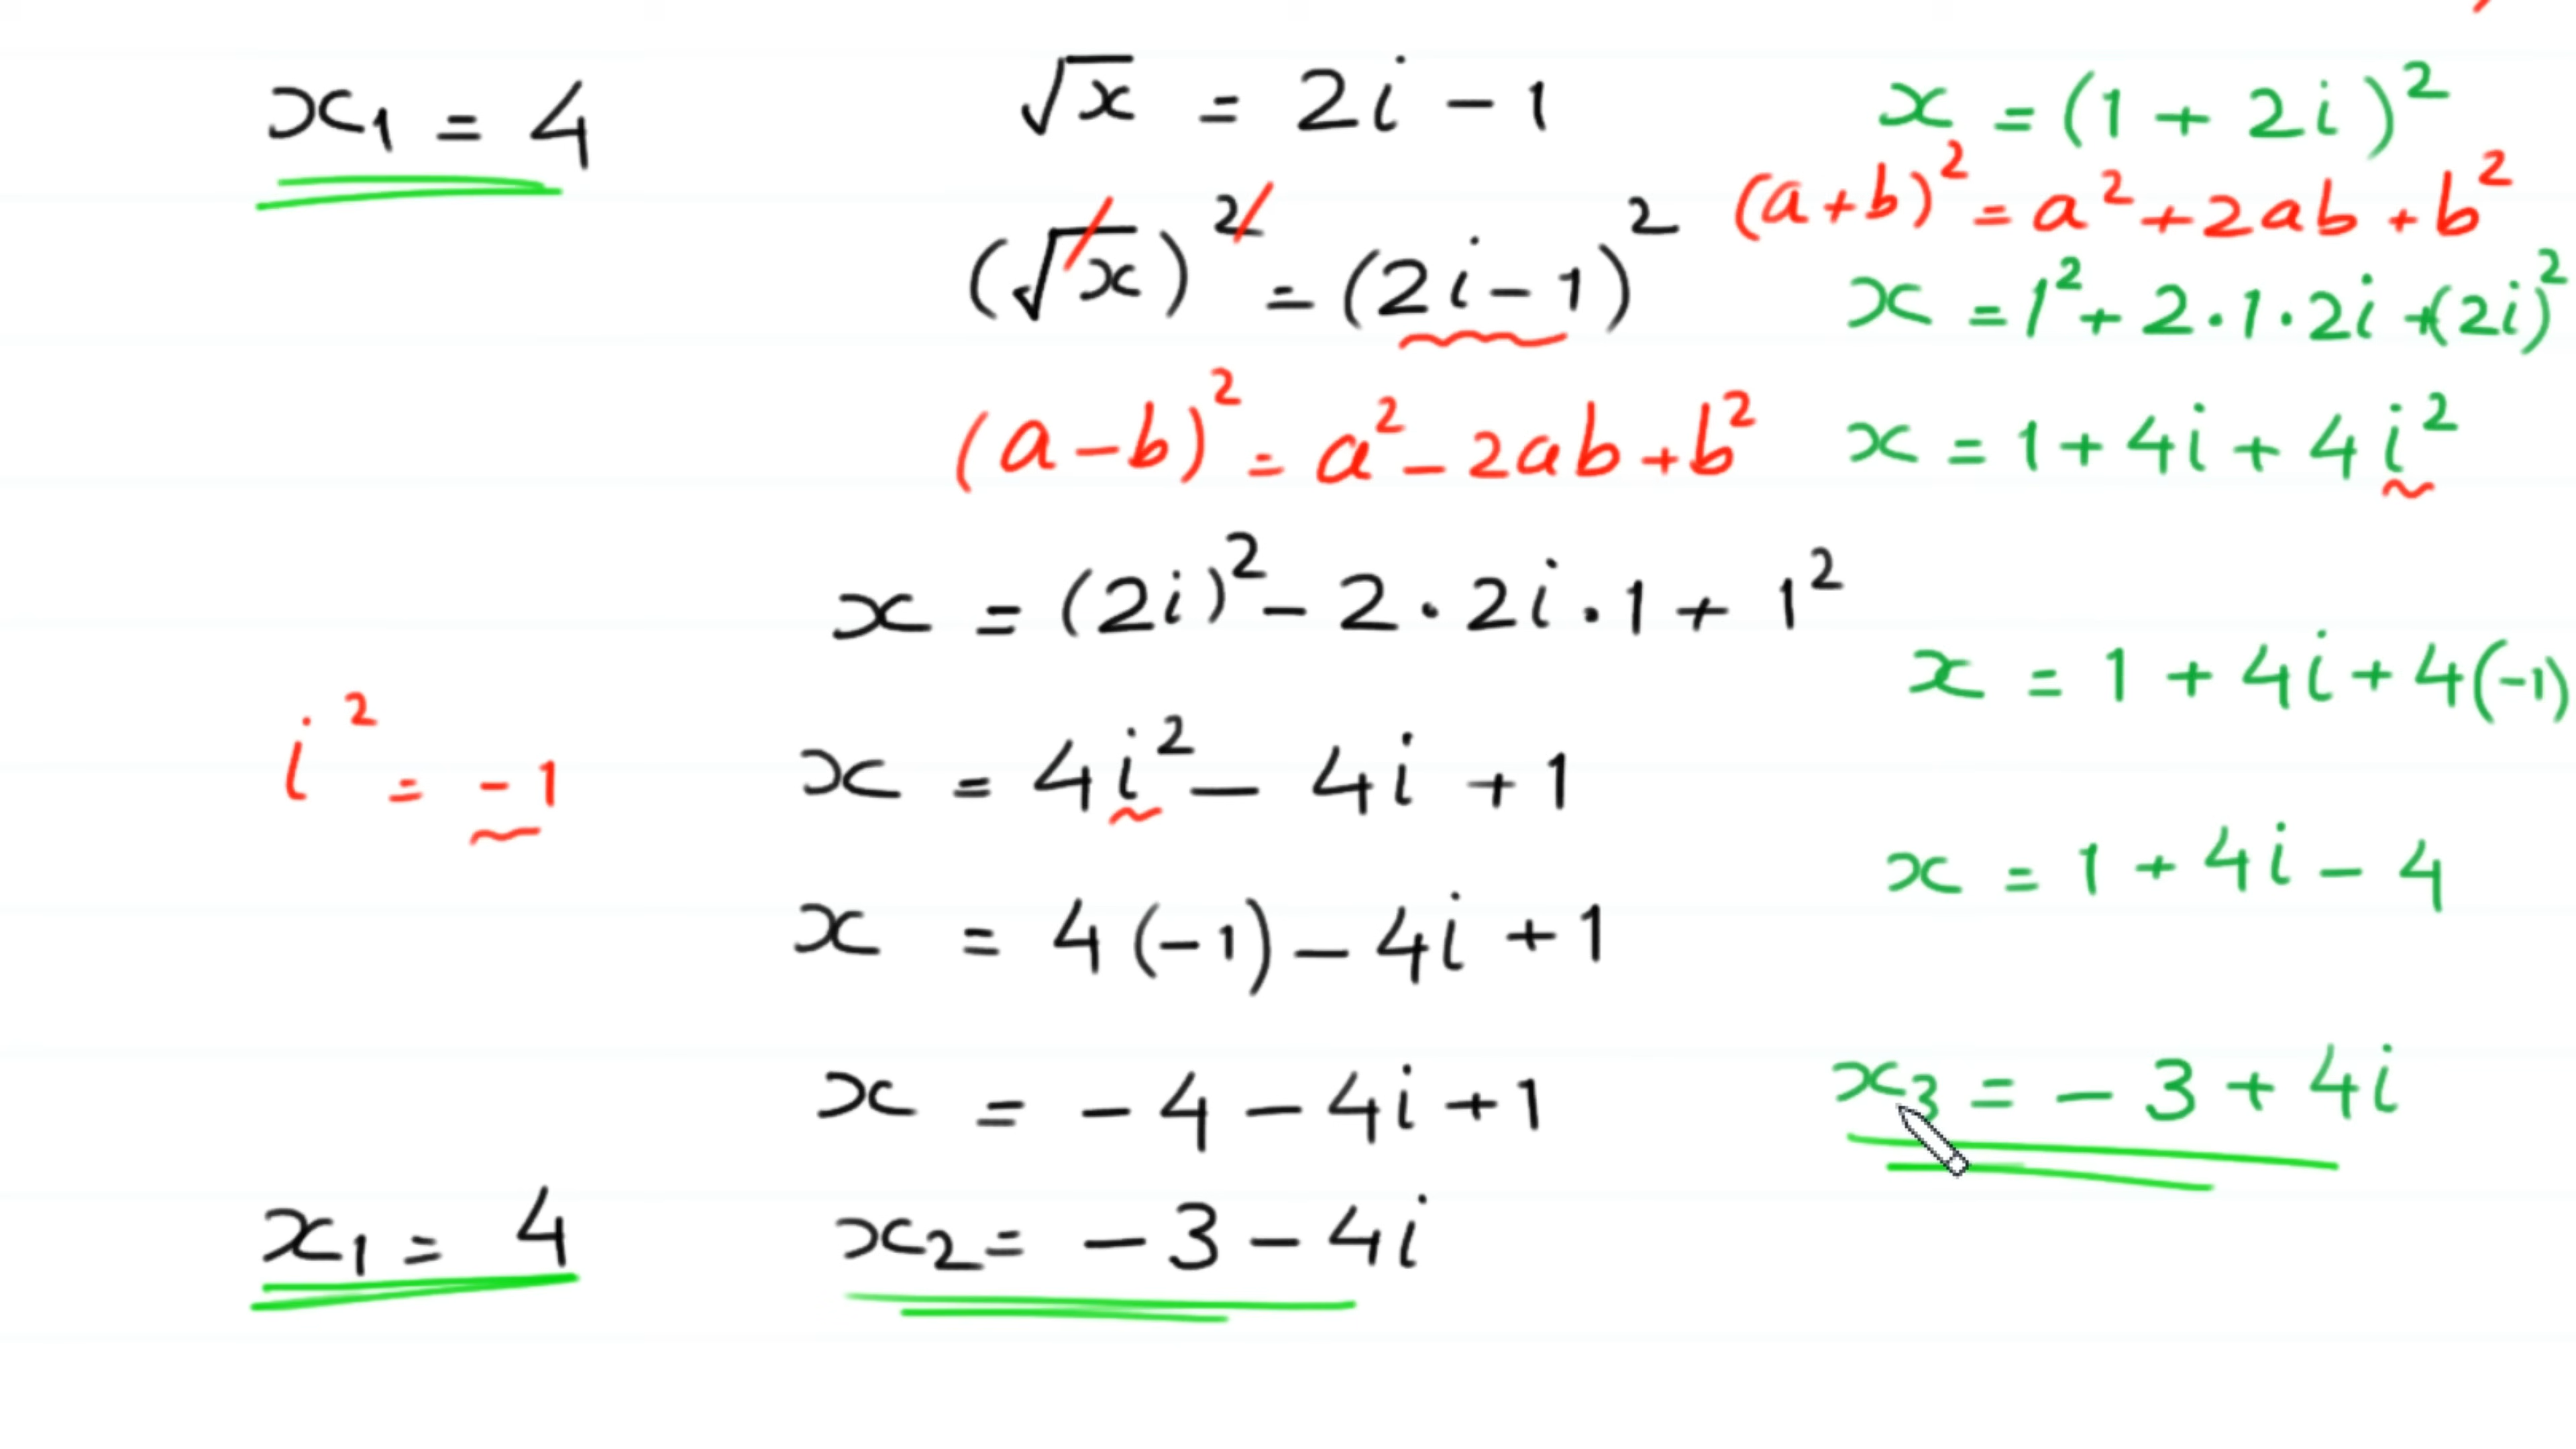 x₁ = 4
√x = 2i - 1
(√x)² = (2i - 1)²
(a - b)² = a² - 2ab + b²
x = (2i)² - 2 · 2i · 1 + 1²
i² = -1
x = 4i² - 4i + 1
x = 4(-1) - 4i + 1
x = -4 - 4i + 1
x₁ = 4
x₂ = -3 - 4i
x = (1 + 2i)²
(a + b)² = a² + 2ab + b²
x = 1² + 2 · 1 · 2i + (2i)²
x = 1 + 4i + 4i²
x = 1 + 4i + 4(-1)
x = 1 + 4i - 4
x₃ = -3 + 4i